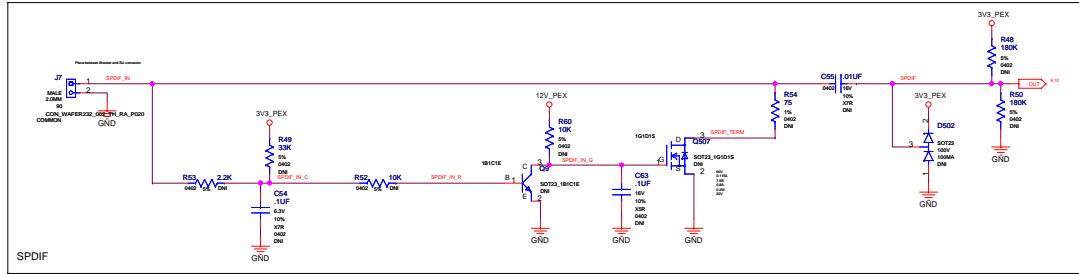 3V3_PEX
R48
180K
5%
0402
DNI
Place between Bracket and SLI connector
J7
1
2
MALE
2.0MM
90
CON_WAFER232_002_TH_RA_P020
COMMON
GND
SPDIF_IN
C55
.01UF
0402
16V
10%
X7R
DNI
SPDIF
OUT
R54
75
1%
0402
DNI
R50
180K
5%
0402
DNI
3V3_PEX
2
3
1
D502
SOT23
100V
100MA
DNI
GND
GND
12V_PEX
R60
10K
5%
0402
DNI
3V3_PEX
R49
33K
5%
0402
DNI
1G1D1S
D
3
SPDIF_TERM
Q507
1
G
S
2
SOT23_1G1D1S
DNI
GND
1B1C1E
C
3
SPDIF_IN_G
Q9
B
1
E
2
SOT23_1B1C1E
DNI
GND
C63
.1UF
16V
10%
X5R
0402
DNI
GND
R53
2.2K
0402
5%
DNI
SPDIF_IN_C
R52
10K
0402
5%
DNI
SPDIF_IN_R
C54
.1UF
6.3V
10%
X7R
0402
DNI
GND
SPDIF